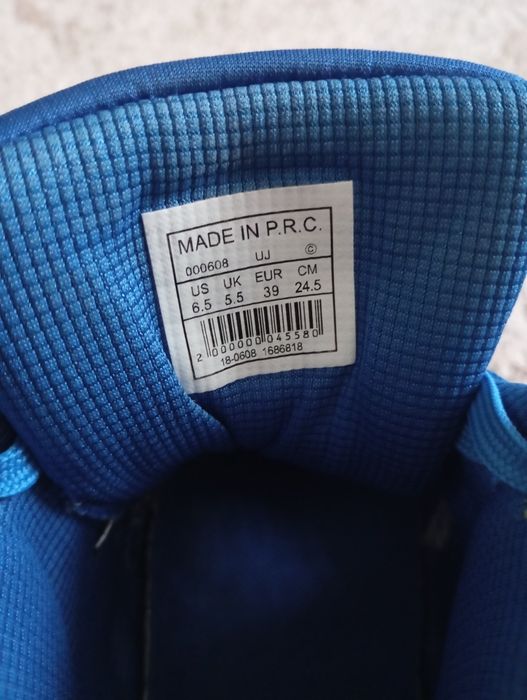 MADE IN P.R.C.
000608 UJ ©
US UK EUR CM
6.5 5.5 39 24.5
2 000000 045580
18-0608 1686818